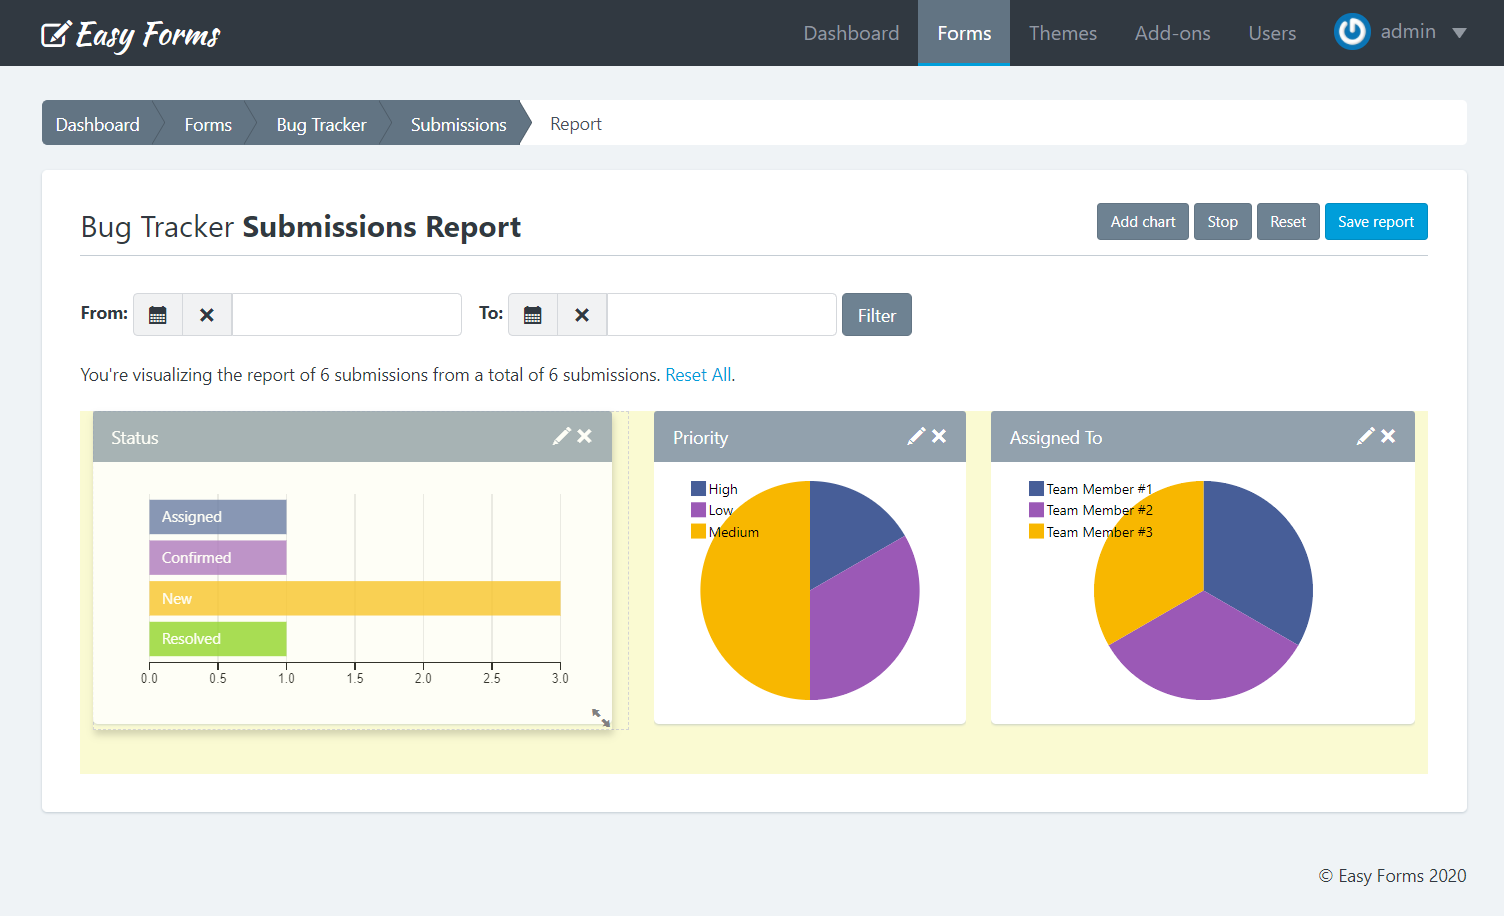 Easy Forms
Dashboard Forms Themes Add-ons Users admin
Dashboard Forms Bug Tracker Submissions Report
Bug Tracker Submissions Report
Add chart Stop Reset Save report
From: To: Filter
You're visualizing the report of 6 submissions from a total of 6 submissions. Reset All.
Status
Assigned
Confirmed
New
Resolved
0.0 0.5 1.0 1.5 2.0 2.5 3.0
Priority
High
Low
Medium
Assigned To
Team Member #1
Team Member #2
Team Member #3
© Easy Forms 2020